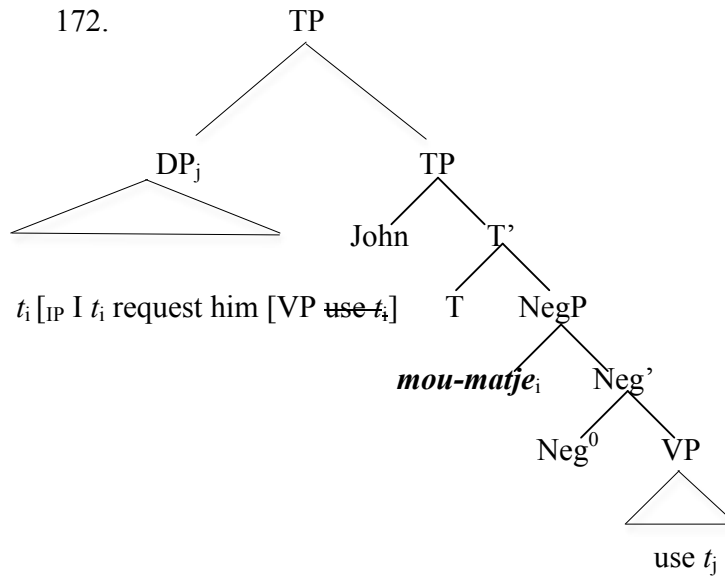 172. TP
DPj TP
John T’
ti [IP I ti request him [VP use ti] T NegP
mou-matjei Neg’
Neg0 VP
use tj